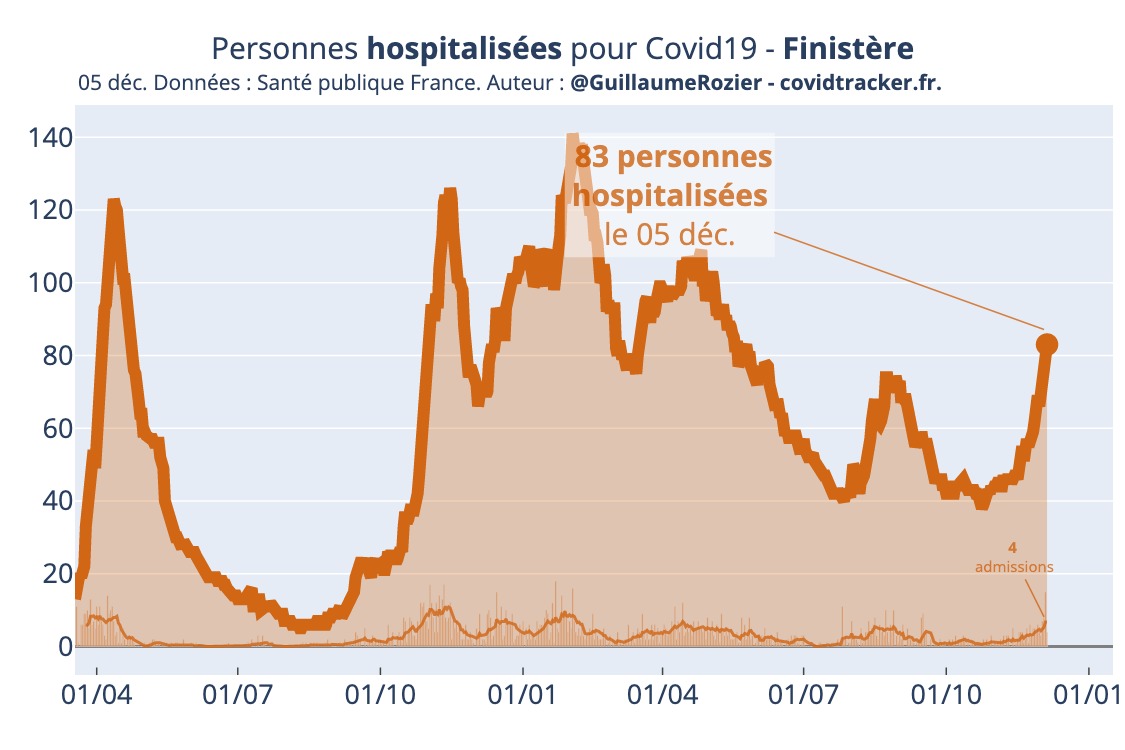 Personnes hospitalisées pour Covid19 - Finistère
05 déc. Données : Santé publique France. Auteur : @GuillaumeRozier - covidtracker.fr.
140
120
100
80
60
40
20
0
83 personnes
hospitalisées
le 05 déc.
4
admissions
01/04
01/07
01/10
01/01
01/04
01/07
01/10
01/01